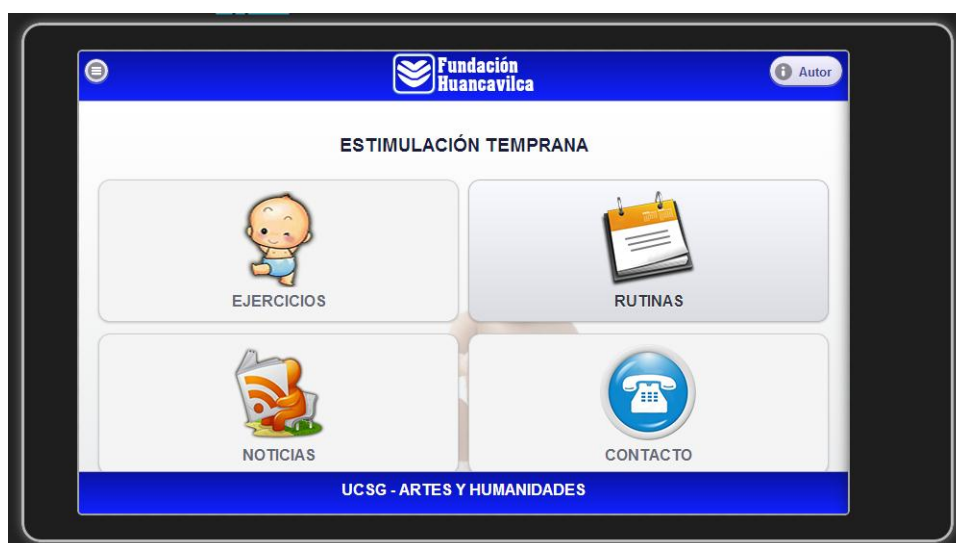 Fundación
Huancavilca
Autor
ESTIMULACIÓN TEMPRANA
EJERCICIOS
RUTINAS
NOTICIAS
CONTACTO
UCSG - ARTES Y HUMANIDADES